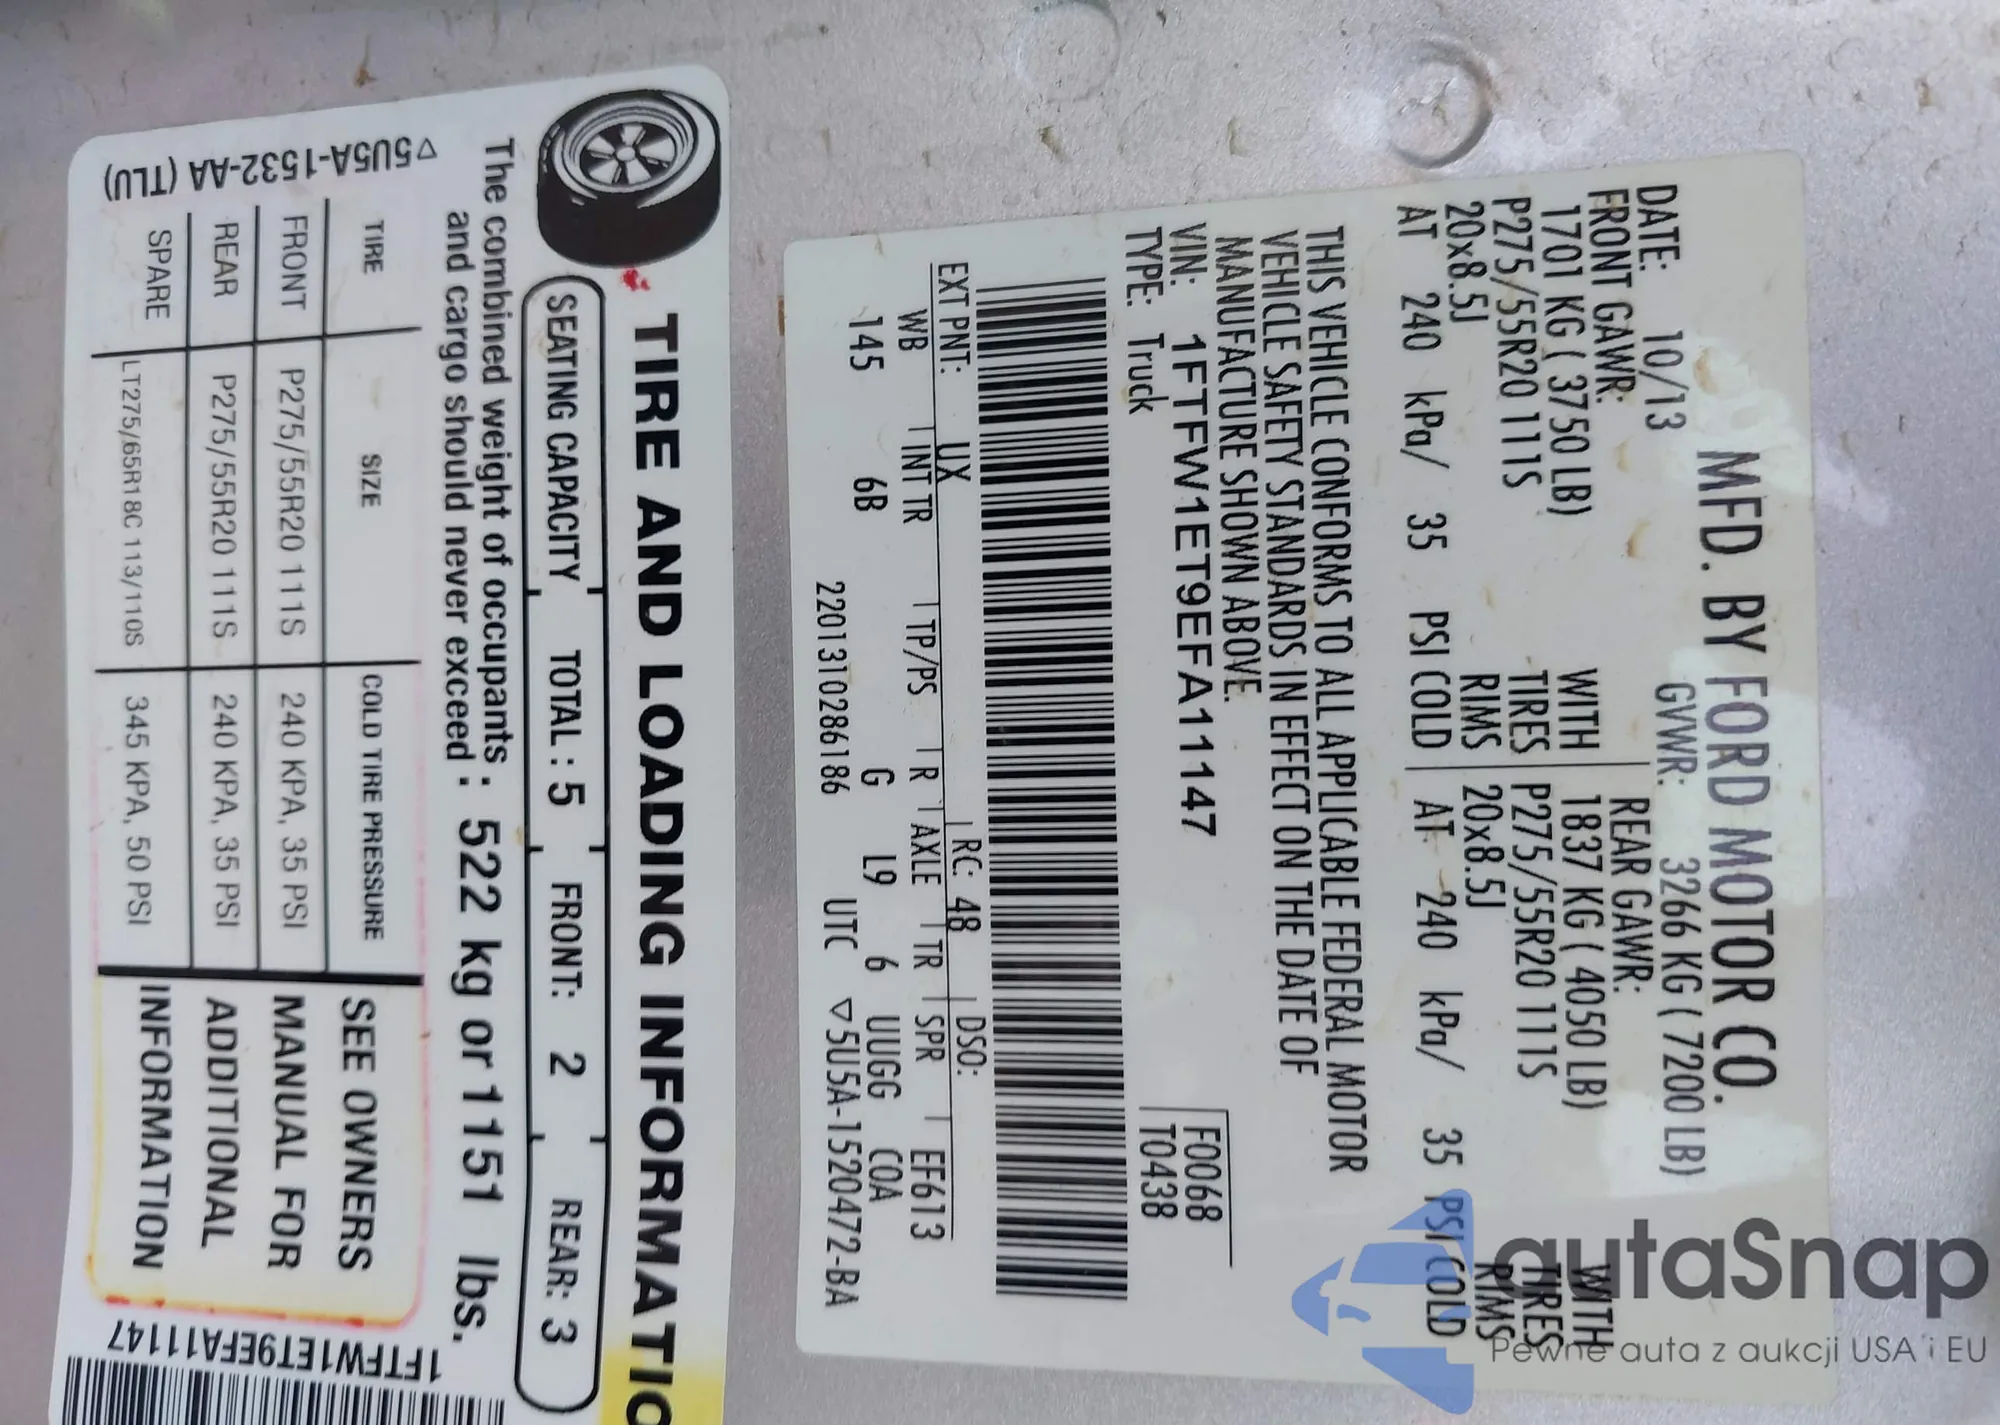 MFD. BY FORD MOTOR CO.
DATE: 10/13 GVWR: 3266 KG ( 7200 LB)
FRONT GAWR: REAR GAWR:
1701 KG ( 3750 LB) WITH 1837 KG ( 4050 LB) WITH
P275/55R20 111S TIRES P275/55R20 111S TIRES
20x8.5J RIMS 20x8.5J RIMS
AT 240 kPa/ 35 PSI COLD AT 240 kPa/ 35 PSI COLD
THIS VEHICLE CONFORMS TO ALL APPLICABLE FEDERAL MOTOR
VEHICLE SAFETY STANDARDS IN EFFECT ON THE DATE OF
MANUFACTURE SHOWN ABOVE.
VIN: 1FTFW1ET9EFA11147 F0068
TYPE: Truck T0438
EXT PNT: UX RC: 48 DSO:
WB INT TR TP/PS R AXLE TR SPR EF613
145 6B G L9 6 UUGG COA
22013T0286186 UTC ▽5U5A-1520472-BA
TIRE AND LOADING INFORMATIO
SEATING CAPACITY TOTAL : 5 FRONT: 2 REAR: 3
The combined weight of occupants
and cargo should never exceed : 522 kg or 1151 lbs.
TIRE SIZE COLD TIRE PRESSURE
FRONT P275/55R20 111S 240 KPA, 35 PSI
REAR P275/55R20 111S 240 KPA, 35 PSI
SPARE LT275/65R18C 113/110S 345 KPA, 50 PSI
SEE OWNERS
MANUAL FOR
ADDITIONAL
INFORMATION
▽5U5A-1532-AA (TLU)
1FTFW1ET9EFA11147
autaSnap
Pewne auta z aukcji USA i EU